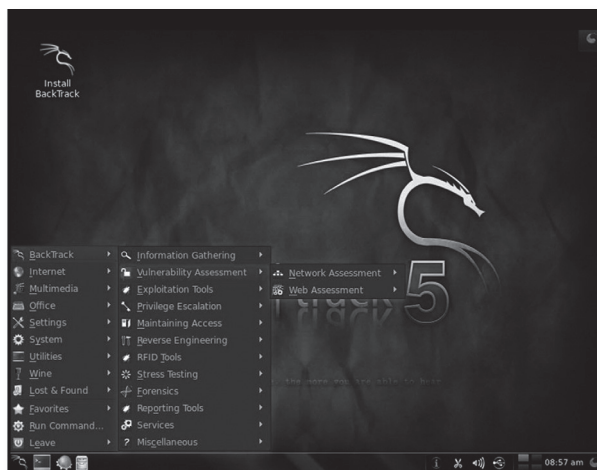 Install
BackTrack
BackTrack
Internet
Multimedia
Office
Settings
System
Utilities
Wine
Lost & Found
Favorites
Run Command...
Leave
Information Gathering
Vulnerability Assessment
Exploitation Tools
Privilege Escalation
Maintaining Access
Reverse Engineering
RFID Tools
Stress Testing
Forensics
Reporting Tools
Services
Miscellaneous
Network Assessment
Web Assessment
5
08:57 am